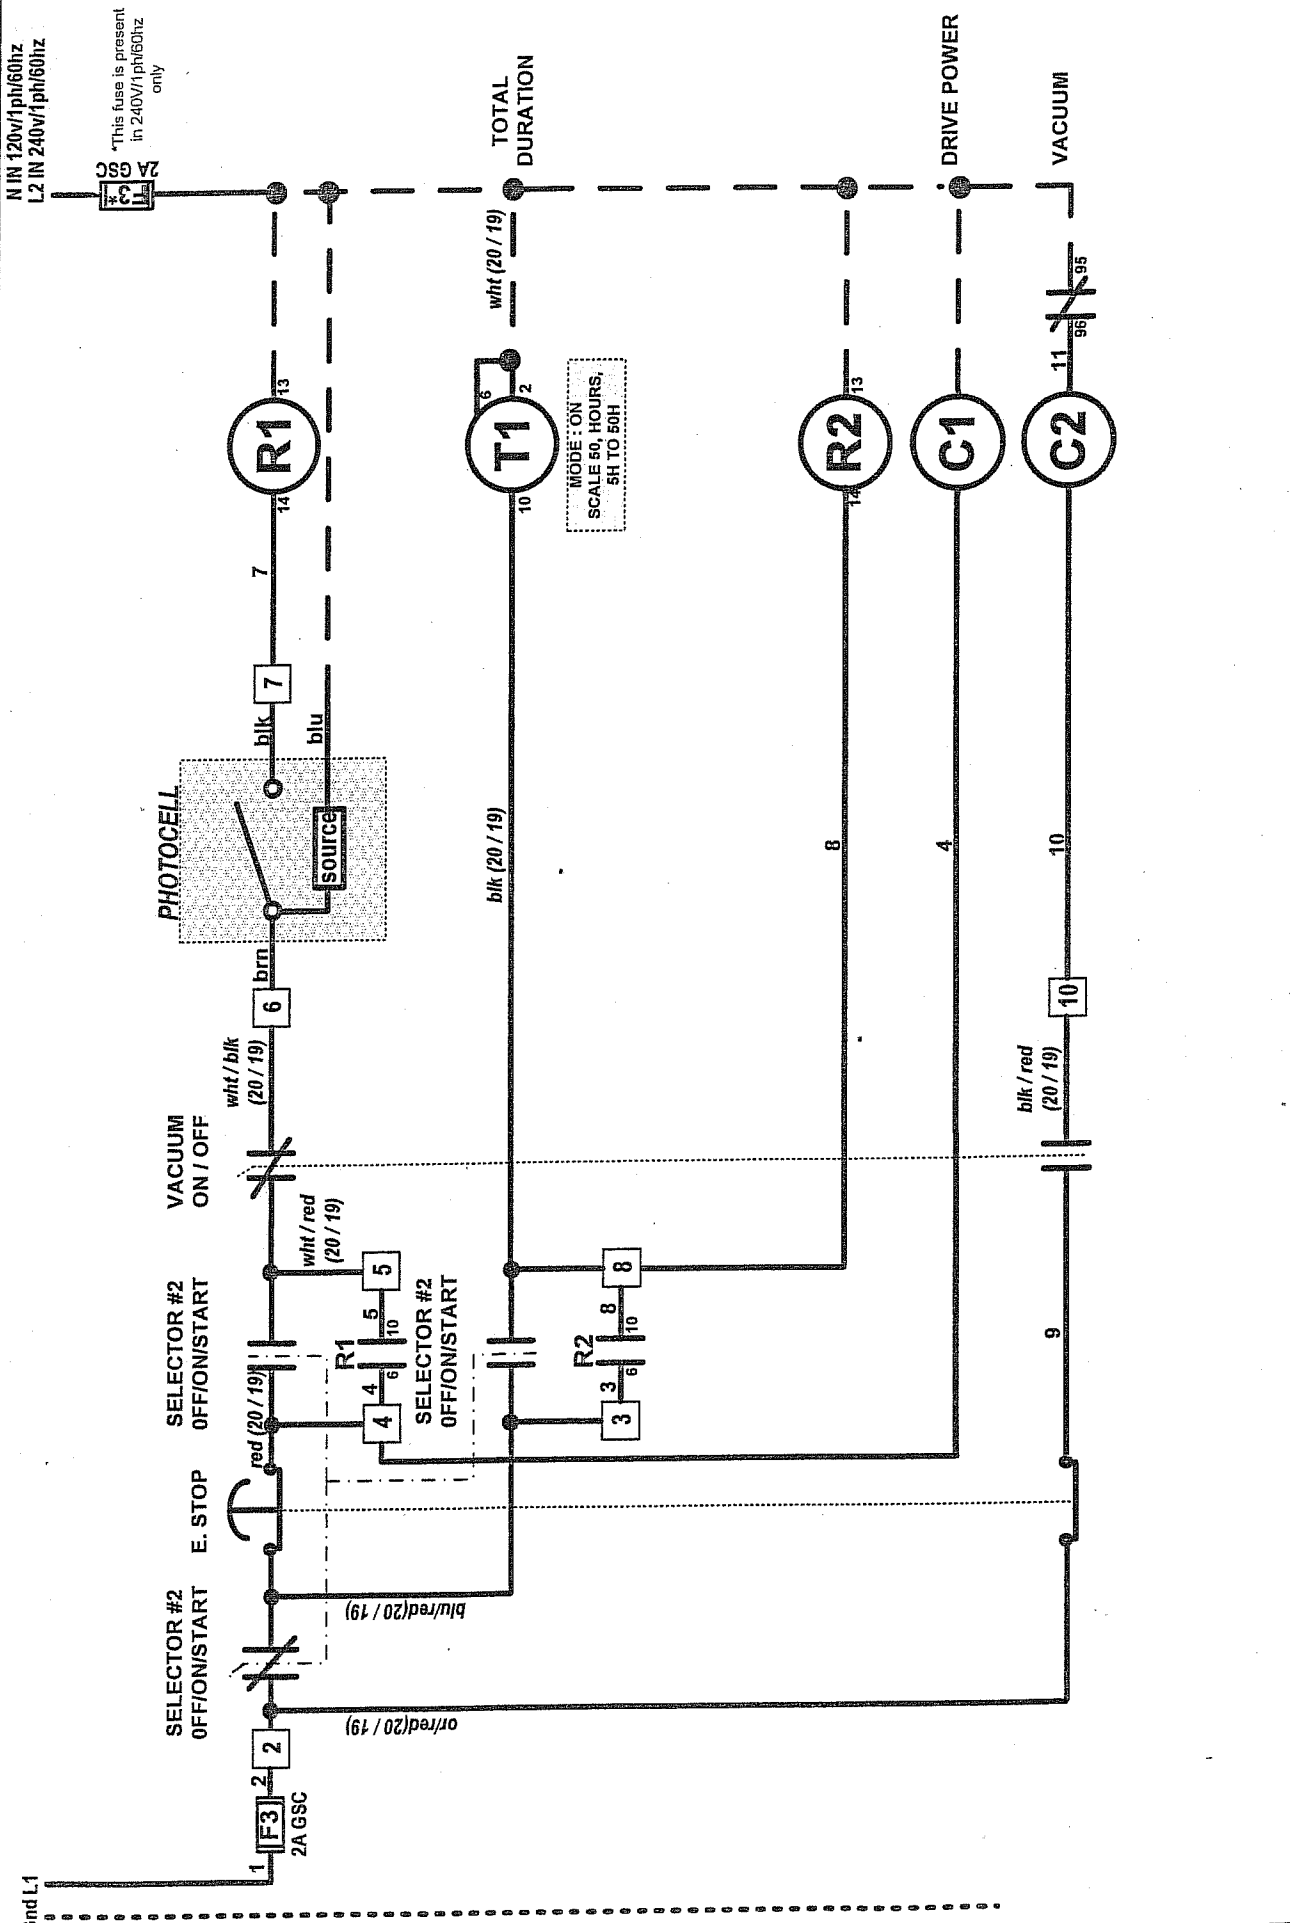 N IN 120v/1ph/60hz
L2 IN 240v/1ph/60hz
*This fuse is present
in 240V/1ph/60hz
only
F3
*
2A GSC
nd L1
1
F3
2A GSC
2
2
SELECTOR #2
0FF/ON/START
E. STOP
red (20 / 19)
SELECTOR #2
0FF/ON/START
VACUUM
ON / OFF
wht / blk
(20 / 19)
6
brn
PHOTOCELL
source
blk
blu
7
7
14
R1
13
wht / red
(20 / 19)
4
4
6
R1
10
5
5
SELECTOR #2
0FF/ON/START
blu/red(20 / 19)
or/red(20 / 19)
blk (20 / 19)
10
T1
6
2
wht (20 / 19)
TOTAL
DURATION
MODE : ON
SCALE 50, HOURS,
5H TO 50H
3
3
6
R2
10
8
8
8
14
R2
13
4
C1
DRIVE POWER
9
blk / red
(20 / 19)
10
10
C2
11
96
95
VACUUM